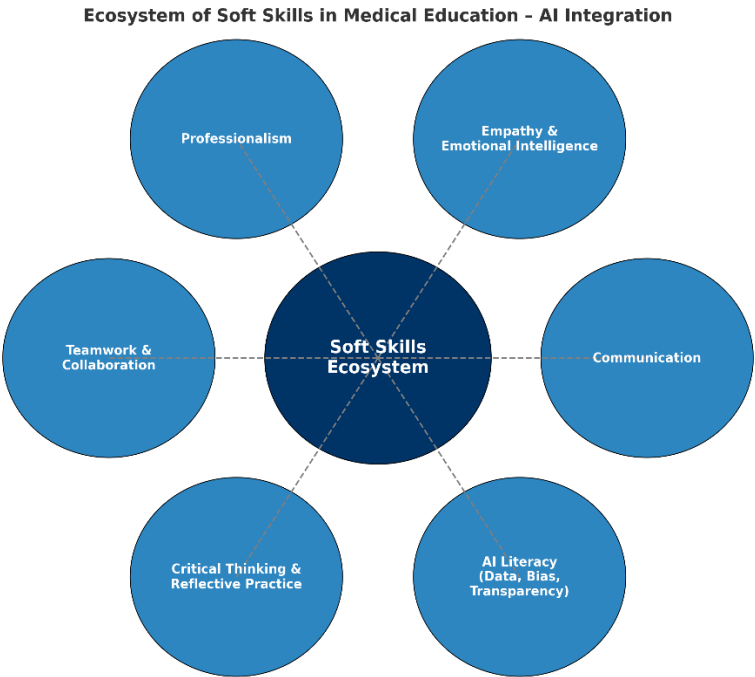 Ecosystem of Soft Skills in Medical Education – AI Integration
Professionalism
Empathy &
Emotional Intelligence
Teamwork &
Collaboration
Soft Skills
Ecosystem
Communication
Critical Thinking &
Reflective Practice
AI Literacy
(Data, Bias,
Transparency)